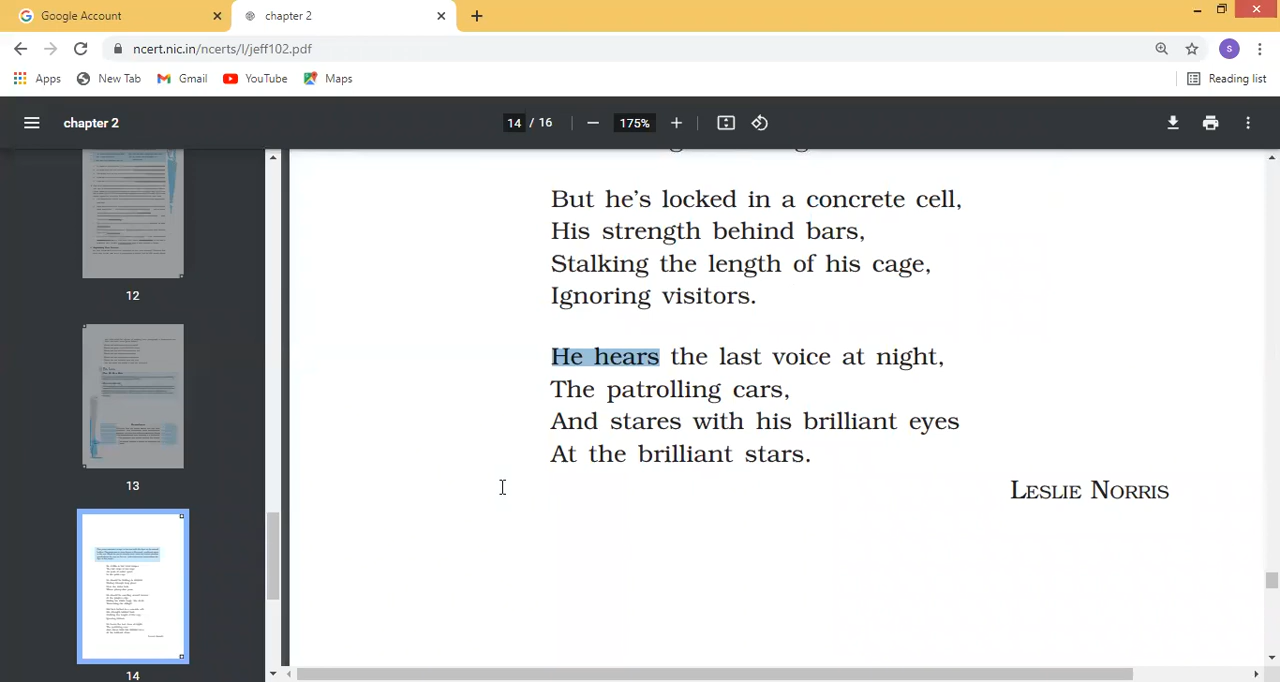 Google Account
chapter 2
ncert.nic.in/ncerts/l/jeff102.pdf
S
Apps
New Tab
Gmail
YouTube
Maps
Reading list
chapter 2
14 / 16
175%
But he's locked in a concrete cell,
His strength behind bars,
Stalking the length of his cage,
Ignoring visitors.
He hears the last voice at night,
The patrolling cars,
And stares with his brilliant eyes
At the brilliant stars.
LESLIE NORRIS
12
13
14